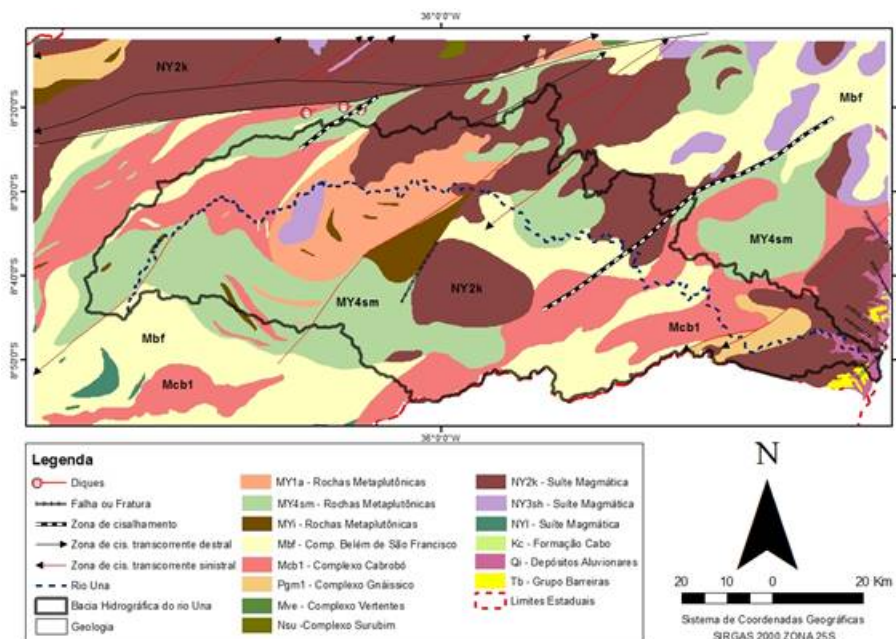 36°0'0"W
8°20'0"S
8°30'0"S
8°40'0"S
8°50'0"S
NY2k
Mbf
MY4sm
MY4sm
NY2k
Mcb1
Mbf
Mcb1
36°0'0"W
Legenda
Diques
Falha ou Fratura
Zona de cisalhamento
Zona de cis. transcorrente destral
Zona de cis. transcorrente sinistral
Rio Una
Bacia Hidrográfica do rio Una
Geologia
MY1a - Rochas Metaplutônicas
MY4sm - Rochas Metaplutônicas
MYi - Rochas Metaplutônicas
Mbf - Comp. Belém de São Francisco
Mcb1 - Complexo Cabrobó
Pgm1 - Complexo Gnáissico
Mve - Complexo Vertentes
Nsu -Complexo Surubim
NY2k - Suíte Magmática
NY3sh - Suíte Magmática
NYl - Suíte Magmática
Kc - Formação Cabo
Qi - Depósitos Aluvionares
Tb - Grupo Barreiras
Limites Estaduais
N
20 10 0 20 Km
Sistema de Coordenadas Geográficas
SIRGAS 2000 ZONA 25S